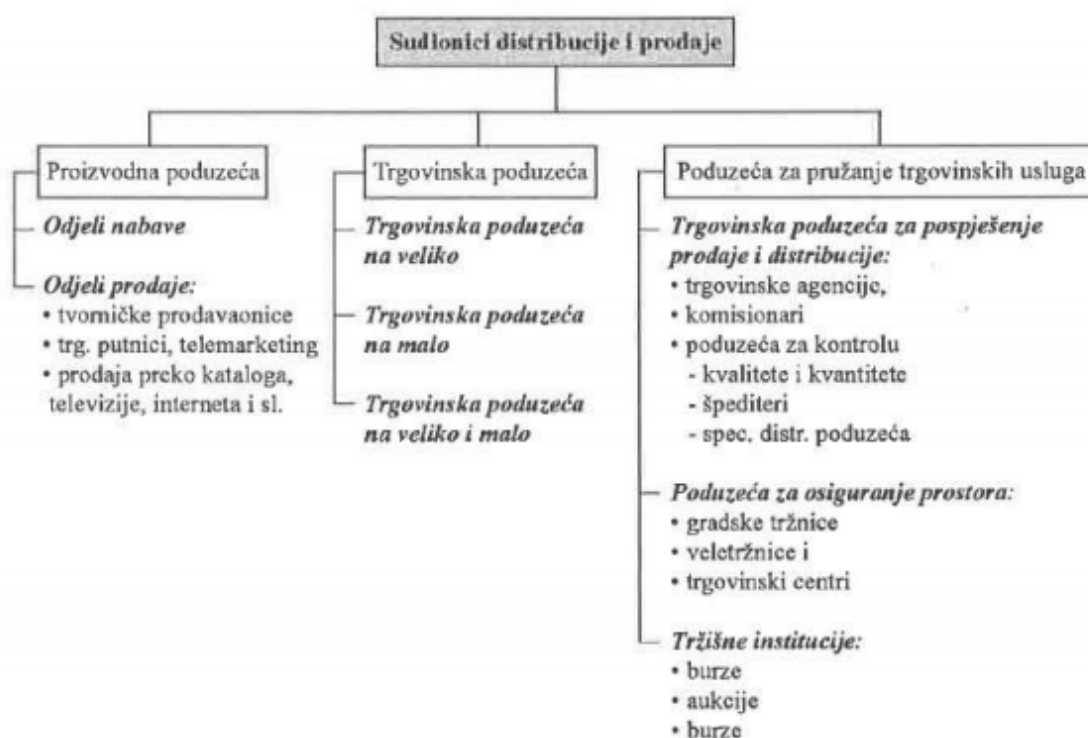 Sudionici distribucije i prodaje
Proizvodna poduzeća
Odjeli nabave
Odjeli prodaje:
• tvorničke prodavaonice
• trg. putnici, telemarketing
• prodaja preko kataloga,
televizije, interneta i sl.
Trgovinska poduzeća
Trgovinska poduzeća
na veliko
Trgovinska poduzeća
na malo
Trgovinska poduzeća
na veliko i malo
Poduzeća za pružanje trgovinskih usluga
Trgovinska poduzeća za pospješenje
prodaje i distribucije:
• trgovinske agencije,
• komisionari
• poduzeća za kontrolu
- kvalitete i kvantitete
- špediteri
- spec. distr. poduzeća
Poduzeća za osiguranje prostora:
• gradske tržnice
• veletržnice i
• trgovinski centri
Tržišne institucije:
• burze
• aukcije
• burze